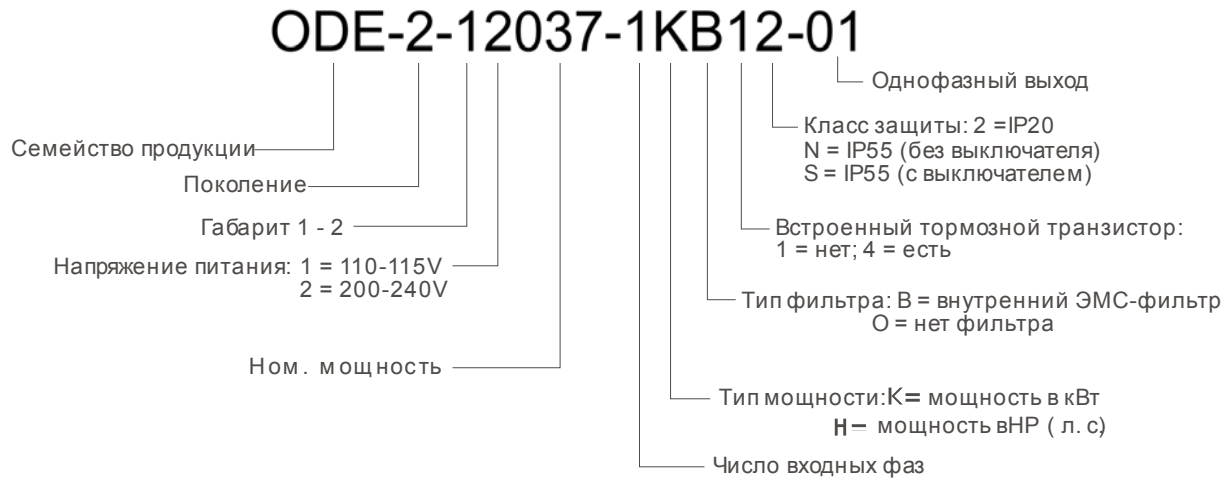 ODE-2-12037-1KB12-01
Однофазный выход
Класс защиты: 2 =IP20
N = IP55 (без выключателя)
S = IP55 (с выключателем)
Семейство продукции
Поколение
Габарит 1 - 2
Встроенный тормозной транзистор:
1 = нет; 4 = есть
Напряжение питания: 1 = 110-115V
2 = 200-240V
Тип фильтра: B = внутренний ЭМС-фильтр
O = нет фильтра
Ном. мощность
Тип мощности:K= мощность в кВт
H– мощность вHP ( л. с)
Число входных фаз